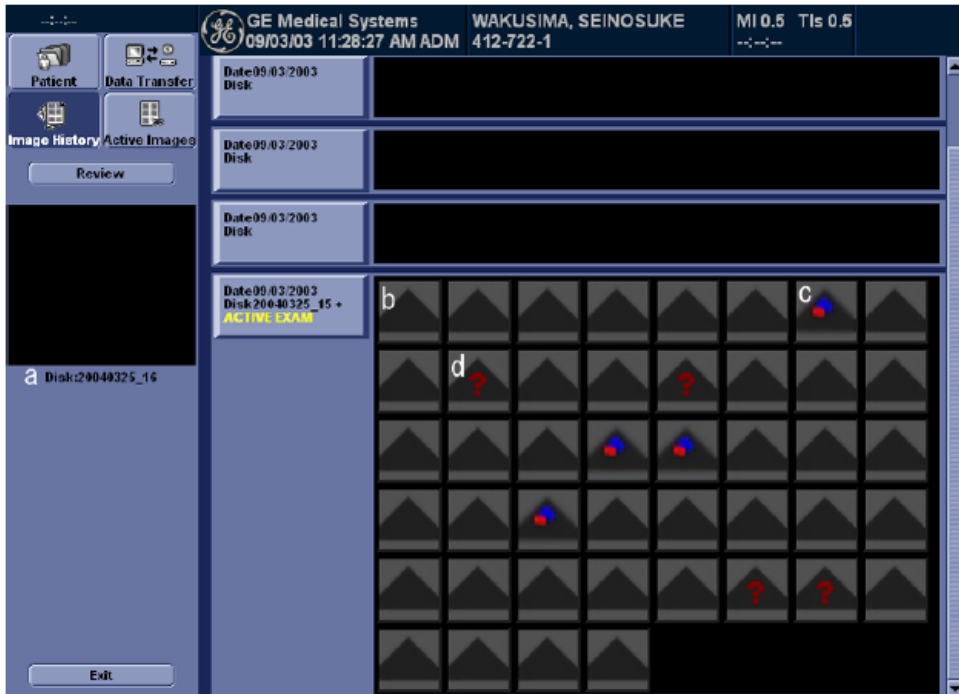 --:--:--
GE Medical Systems
09/03/03 11:28:27 AM ADM
WAKUSIMA, SEINOSUKE
412-722-1
MI 0.5 TIs 0.5
--:--:--
Patient
Data Transfer
Image History
Active Images
Review
a Disk:20040325_16
Exit
Date09/03/2003
Disk
Date09/03/2003
Disk
Date09/03/2003
Disk
Date09/03/2003
Disk20040325_15 +
ACTIVE EXAM
b
c
d
?
?
?
?